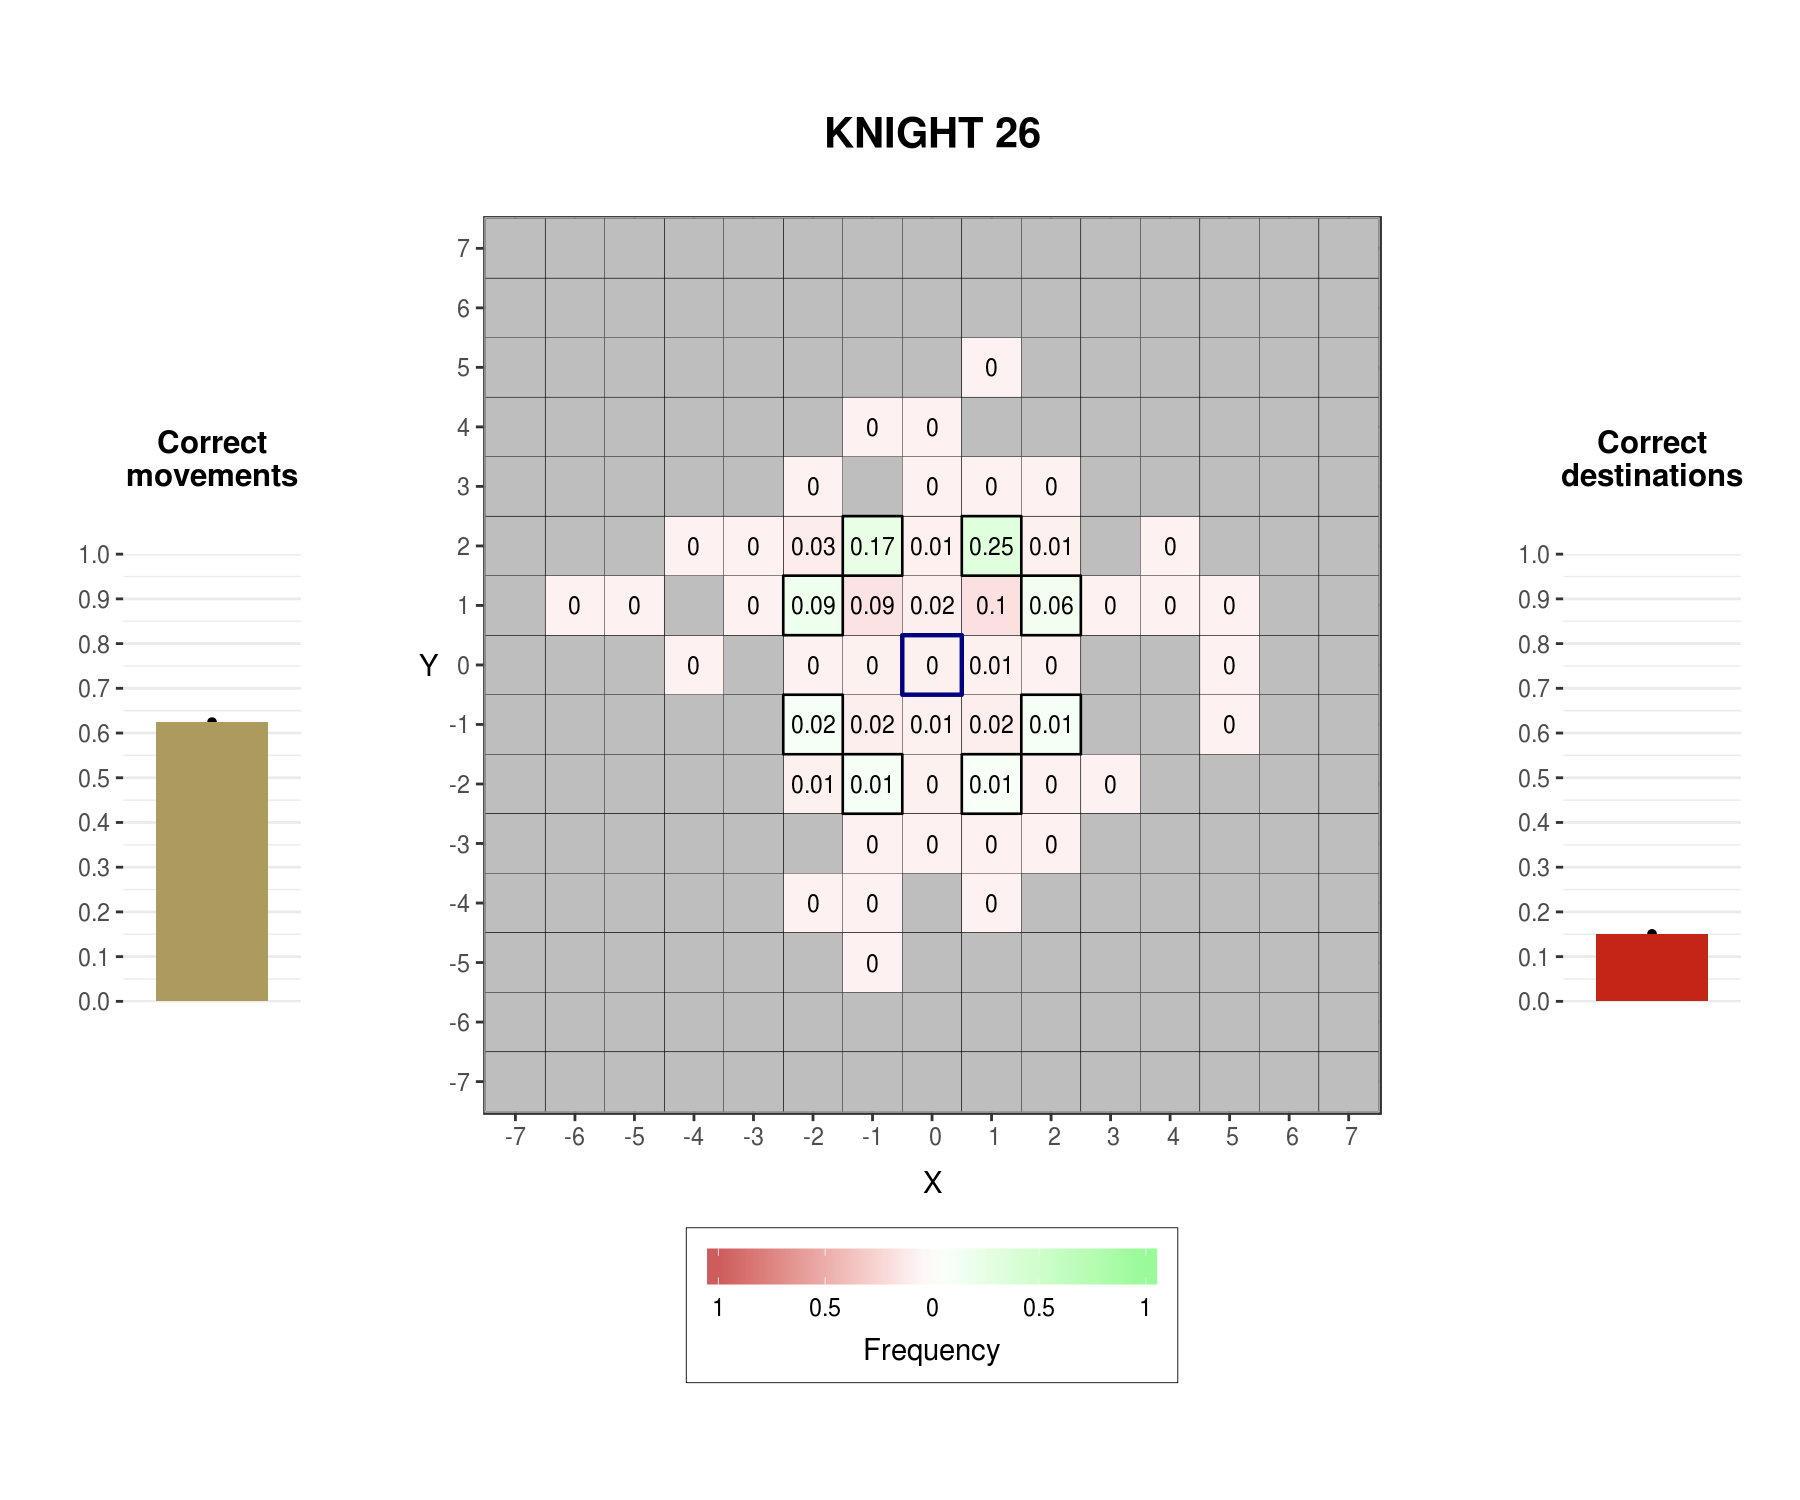 KNIGHT 26
Correct
movements
1.0
0.9
0.8
0.7
0.6
0.5
0.4
0.3
0.2
0.1
0.0
Y
7
6
5 0
4 0 0
3 0 0 0 0
2 0 0 0.03 0.17 0.01 0.25 0.01 0
1 0 0 0 0.09 0.09 0.02 0.1 0.06 0 0 0
0 0 0 0 0 0.01 0 0
-1 0.02 0.02 0.01 0.02 0.01 0
-2 0.01 0.01 0 0.01 0 0
-3 0 0 0 0
-4 0 0 0
-5 0
-6
-7
-7 -6 -5 -4 -3 -2 -1 0 1 2 3 4 5 6 7
X
1 0.5 0 0.5 1
Frequency
Correct
destinations
1.0
0.9
0.8
0.7
0.6
0.5
0.4
0.3
0.2
0.1
0.0